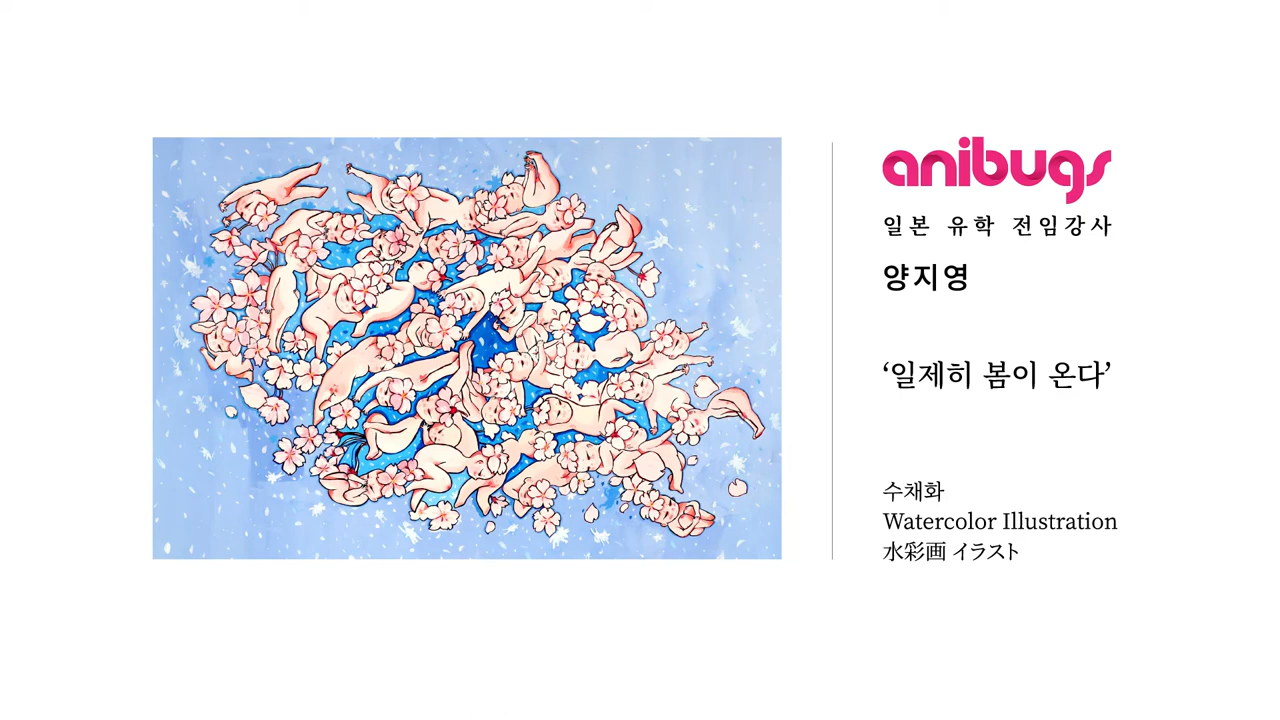 anibugs
일본 유학 전임강사
양지영
‘일제히 봄이 온다’
수채화
Watercolor Illustration
水彩画 イラスト